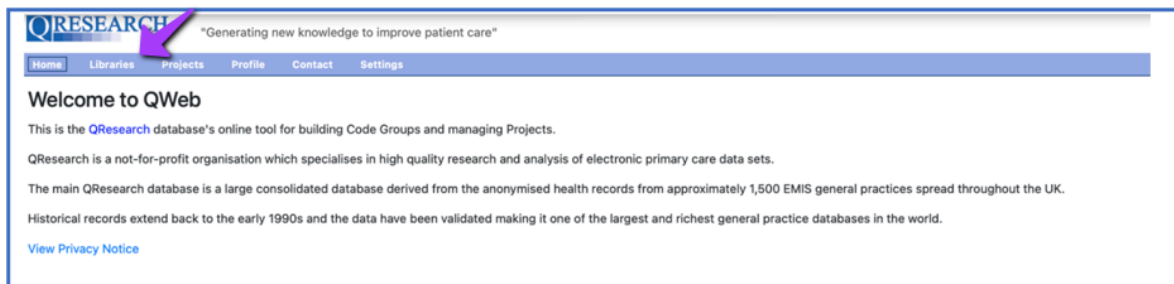 QRESEARCH
"Generating new knowledge to improve patient care"
Home Libraries Projects Profile Contact Settings
Welcome to QWeb
This is the QResearch database's online tool for building Code Groups and managing Projects.
QResearch is a not-for-profit organisation which specialises in high quality research and analysis of electronic primary care data sets.
The main QResearch database is a large consolidated database derived from the anonymised health records from approximately 1,500 EMIS general practices spread throughout the UK.
Historical records extend back to the early 1990s and the data have been validated making it one of the largest and richest general practice databases in the world.
View Privacy Notice